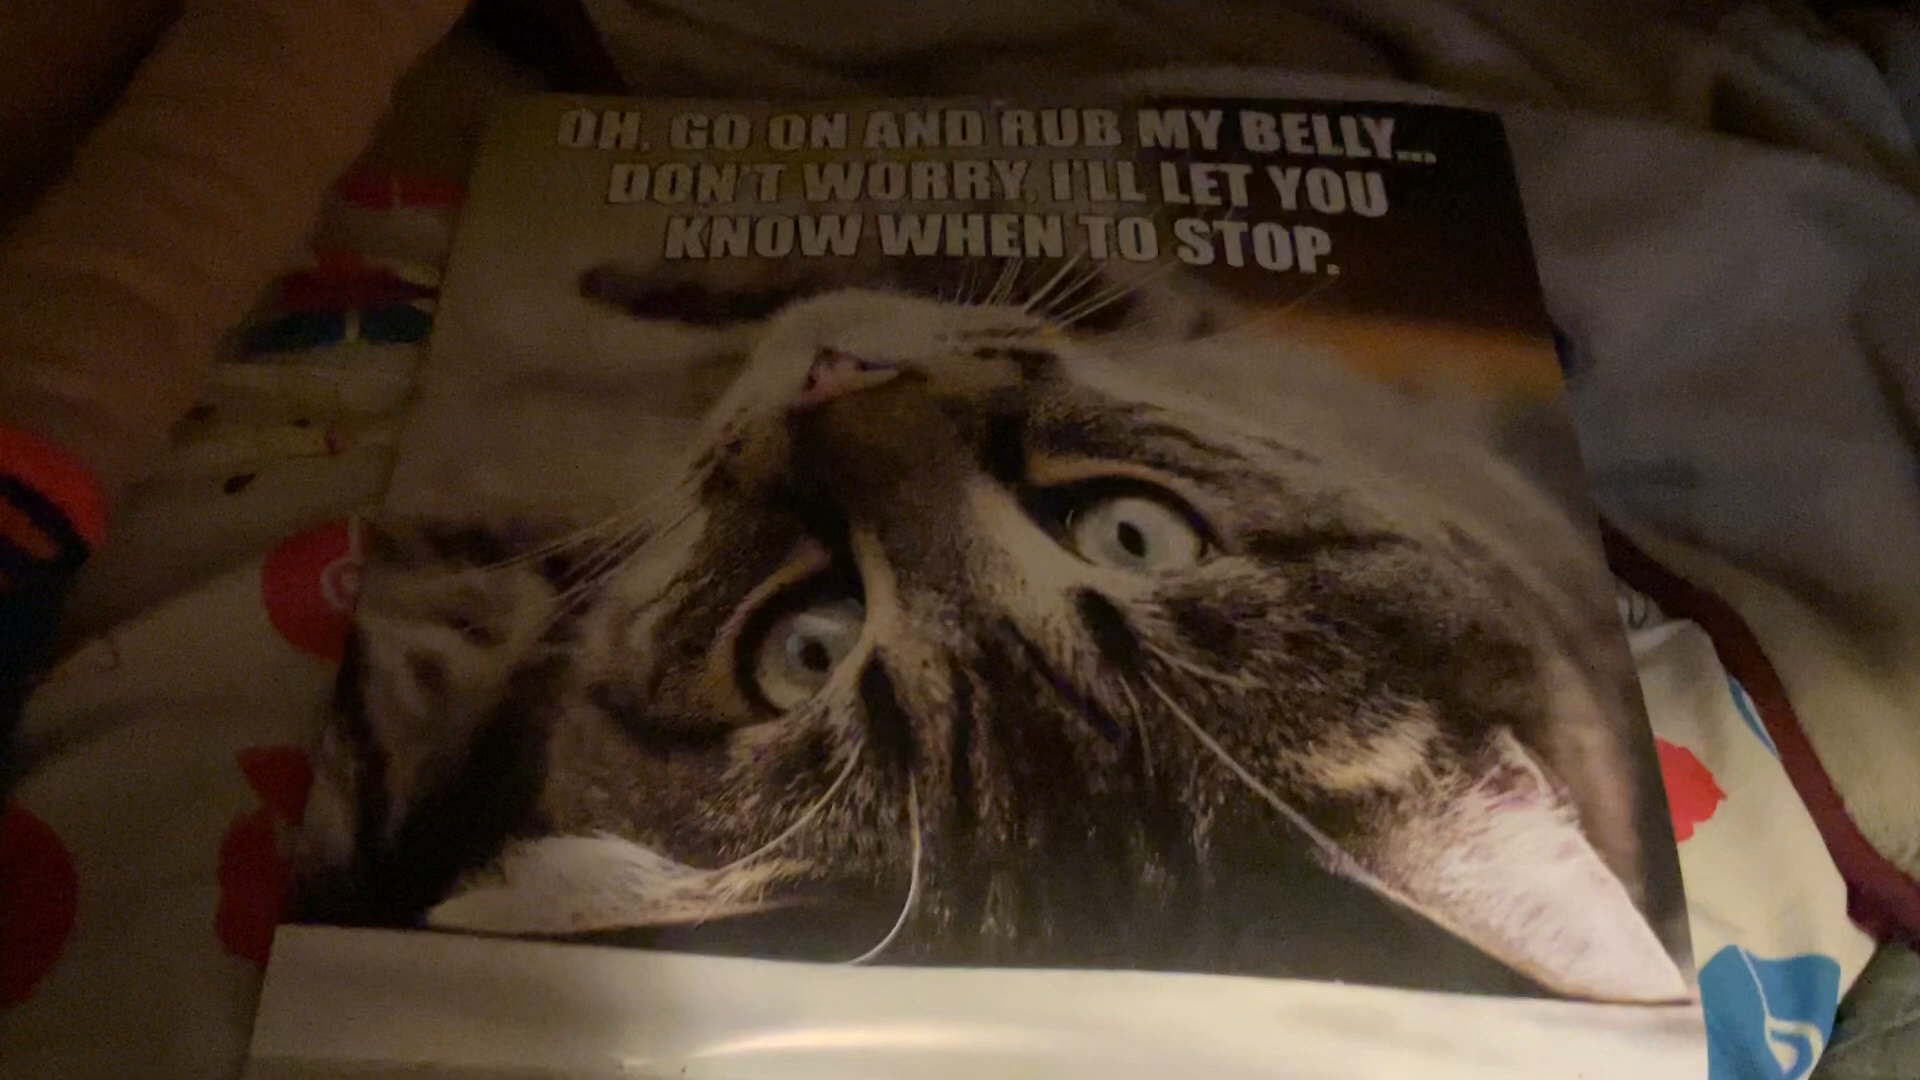 OH, GO ON AND RUB MY BELLY...
DON'T WORRY, I'LL LET YOU
KNOW WHEN TO STOP.